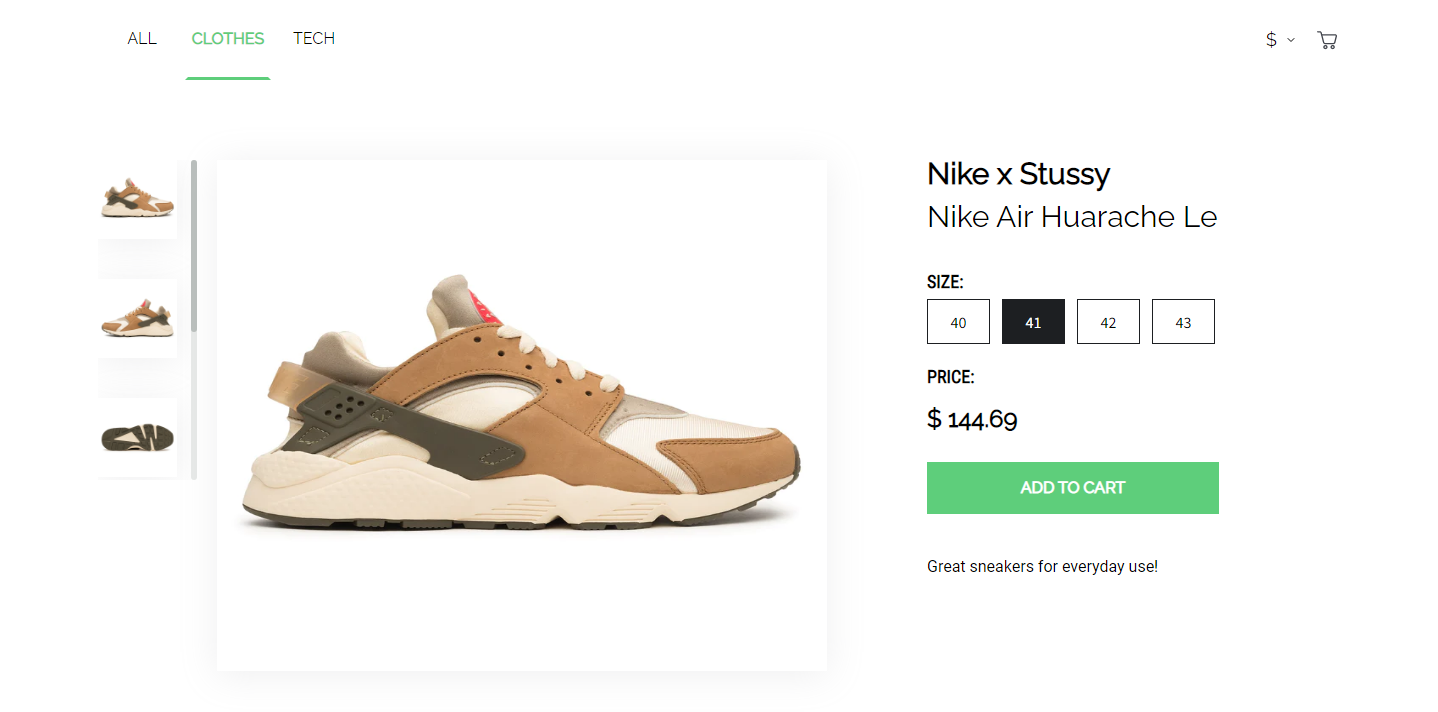 ALL CLOTHES TECH $
Nike x Stussy
Nike Air Huarache Le
SIZE:
40 41 42 43
PRICE:
$ 144.69
ADD TO CART
Great sneakers for everyday use!